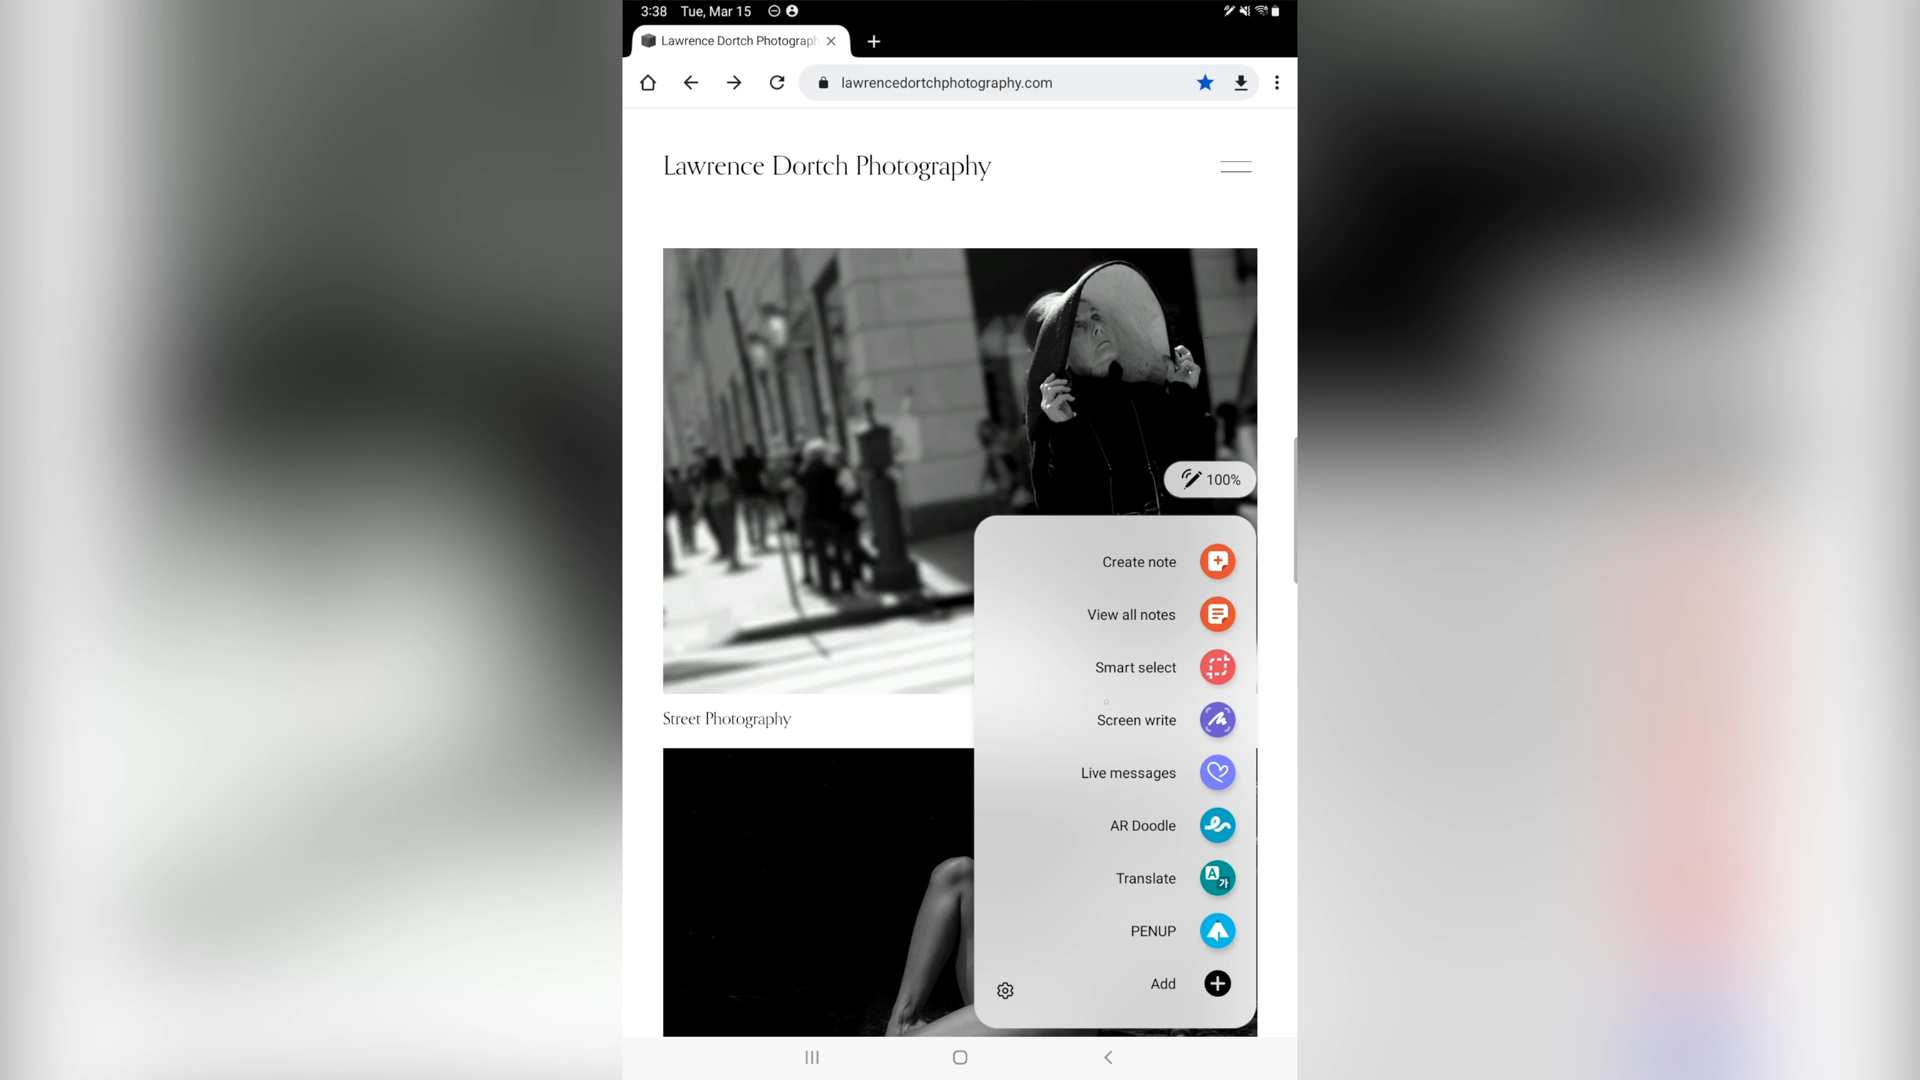 3:38 Tue, Mar 15
Lawrence Dortch Photograph
lawrencedortchphotography.com
Lawrence Dortch Photography
100%
Create note
View all notes
Smart select
Street Photography
Screen write
Live messages
AR Doodle
Translate
PENUP
Add